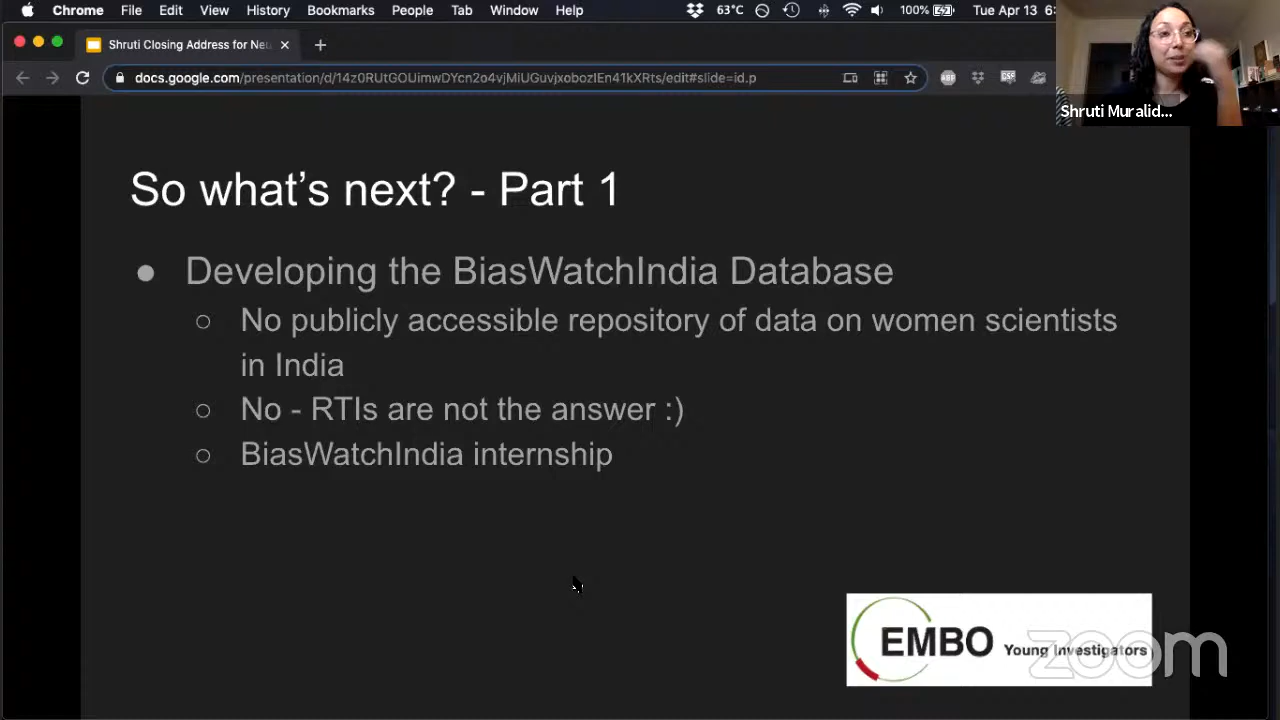 Chrome File Edit View History Bookmarks People Tab Window Help 63°C 100% Tue Apr 13 6:
Shruti Closing Address for Neu
docs.google.com/presentation/d/14z0RUtGOUimwDYcn2o4vjMiUGuvjxobozIEn41kXRts/edit#slide=id.p
ABP
Shruti Muralid...
So what's next? - Part 1
● Developing the BiasWatchIndia Database
○ No publicly accessible repository of data on women scientists
in India
○ No - RTIs are not the answer :)
○ BiasWatchIndia internship
EMBO Young Investigators
zoom